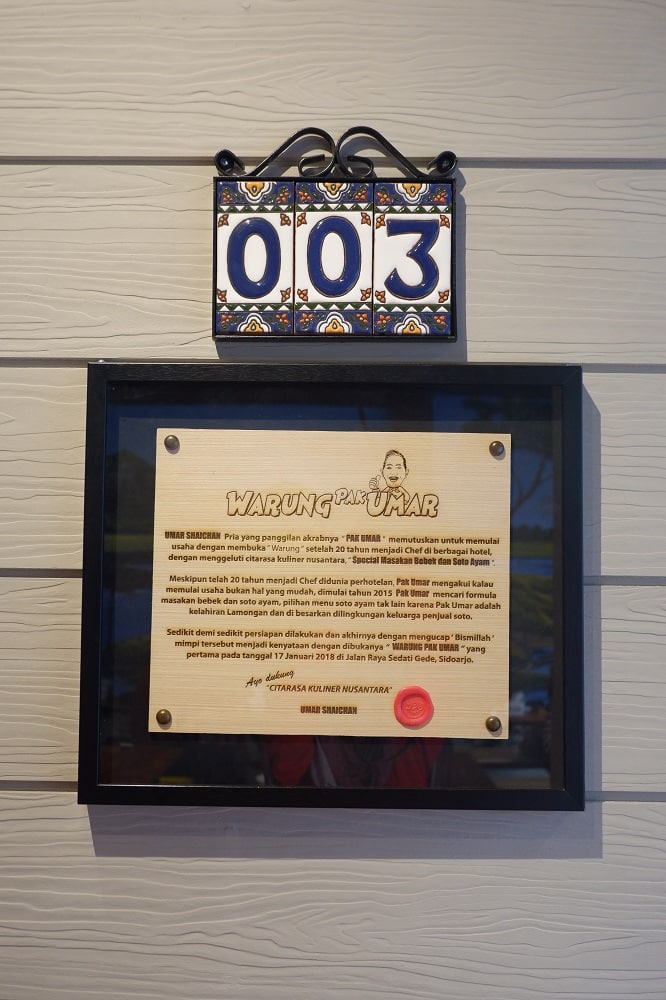 003
WARUNG PAK UMAR
UMAR SHAICHAN Pria yang panggilan akrabnya "PAK UMAR" memutuskan untuk memulai
usaha dengan membuka "Warung" setelah 20 tahun menjadi Chef di berbagai hotel,
dengan menggeluti citarasa kuliner nusantara, "Special Masakan Bebek dan Soto Ayam".
Meskipun telah 20 tahun menjadi Chef didunia perhotelan, Pak Umar mengakui kalau
memulai usaha bukan hal yang mudah, dimulai tahun 2015 Pak Umar mencari formula
masakan bebek dan soto ayam, pilihan menu soto ayam tak lain karena Pak Umar adalah
kelahiran Lamongan dan di besarkan dilingkungan keluarga penjual soto.
Sedikit demi sedikit persiapan dilakukan dan akhirnya dengan mengucap 'Bismillah'
mimpi tersebut menjadi kenyataan dengan dibukanya "WARUNG PAK UMAR" yang
pertama pada tanggal 17 Januari 2018 di Jalan Raya Sedati Gede, Sidoarjo.
Ayo dukung
"CITARASA KULINER NUSANTARA"
UMAR SHAICHAN